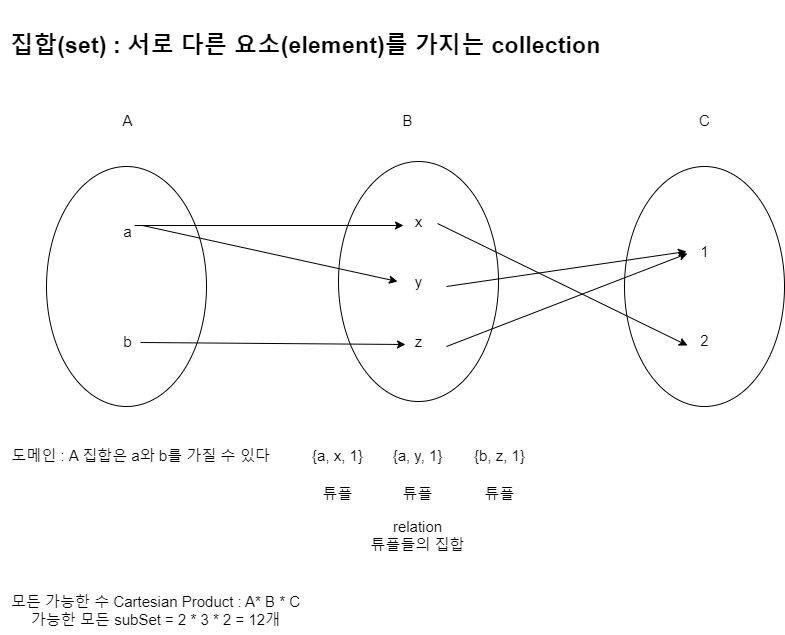 집합(set) : 서로 다른 요소(element)를 가지는 collection
A B C
a x 1
y
b z 2
도메인 : A 집합은 a와 b를 가질 수 있다 {a, x, 1} {a, y, 1} {b, z, 1}
튜플 튜플 튜플
relation
튜플들의 집합
모든 가능한 수 Cartesian Product : A* B * C
가능한 모든 subSet = 2 * 3 * 2 = 12개